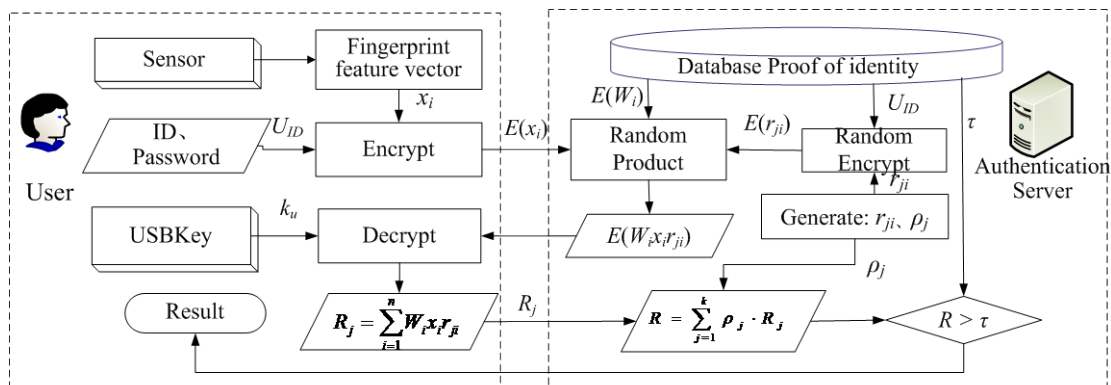 Sensor
Fingerprint
feature vector
Database Proof of identity
x_i
E(W_i)
U_ID
τ
ID、
Password
U_ID
Encrypt
E(x_i)
Random
Product
E(r_ji)
Random
Encrypt
Authentication
Server
User
r_ji
USBKey
k_u
Decrypt
E(W_i x_i r_ji)
Generate: r_ji、 ρ_j
ρ_j
Result
R_j = \sum_{i=1}^{n} W_i x_i r_ji
R_j
R = \sum_{j=1}^{k} ρ_j · R_j
R > τ